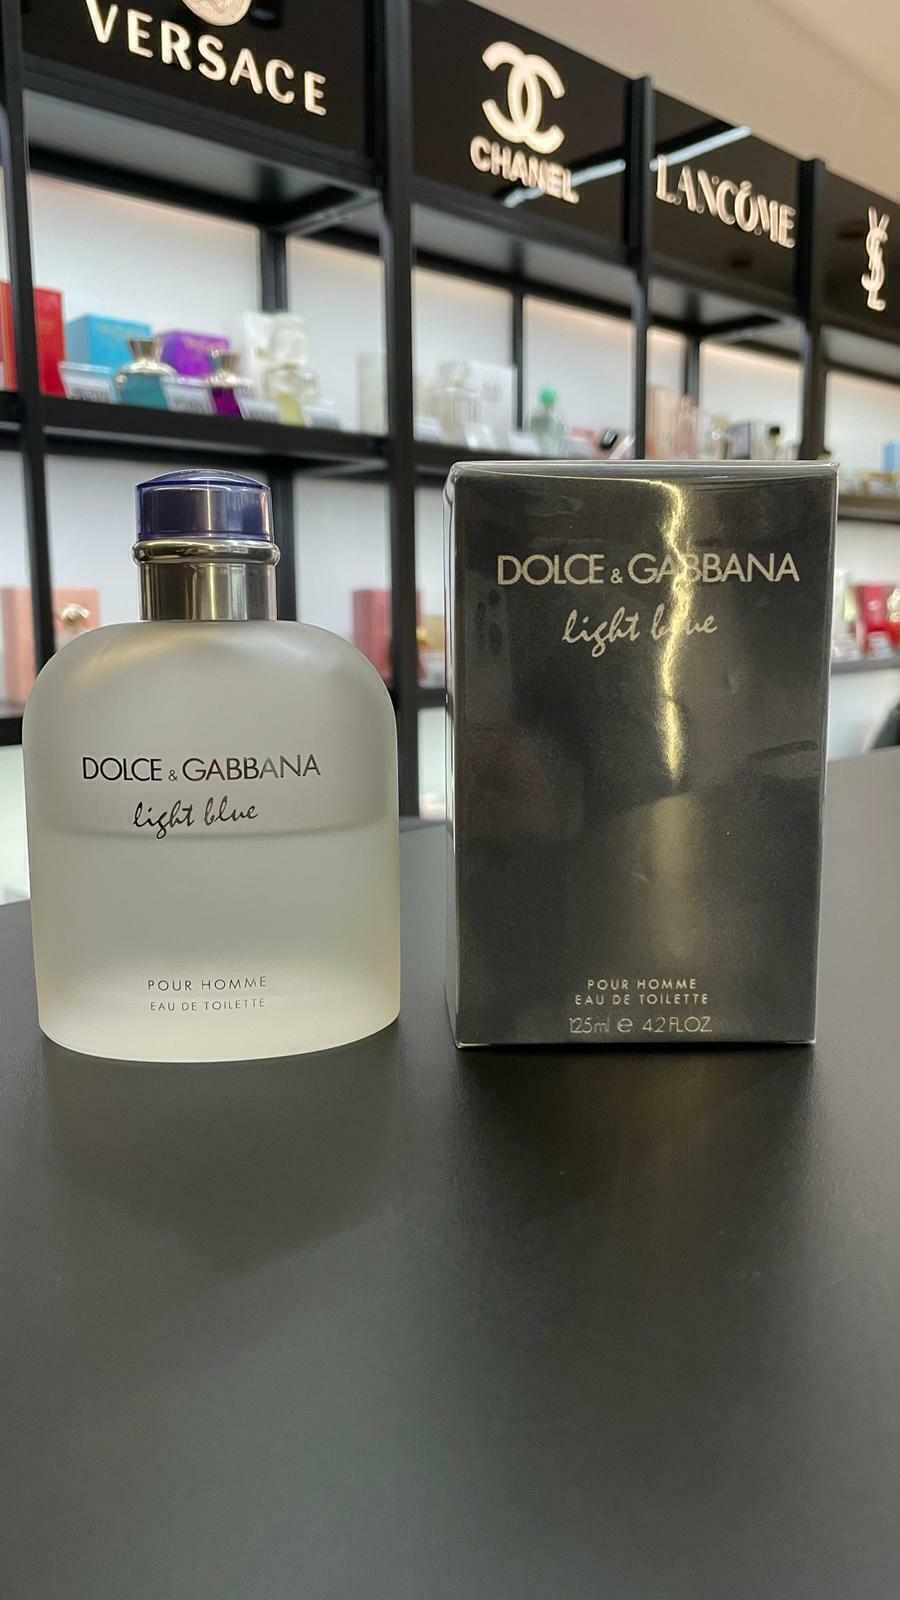 VERSACE
CHANEL
LANCÔME
YSL
DOLCE & GABBANA
light blue
POUR HOMME
EAU DE TOILETTE
DOLCE & GABBANA
light blue
POUR HOMME
EAU DE TOILETTE
125ml e 4.2 FL.OZ